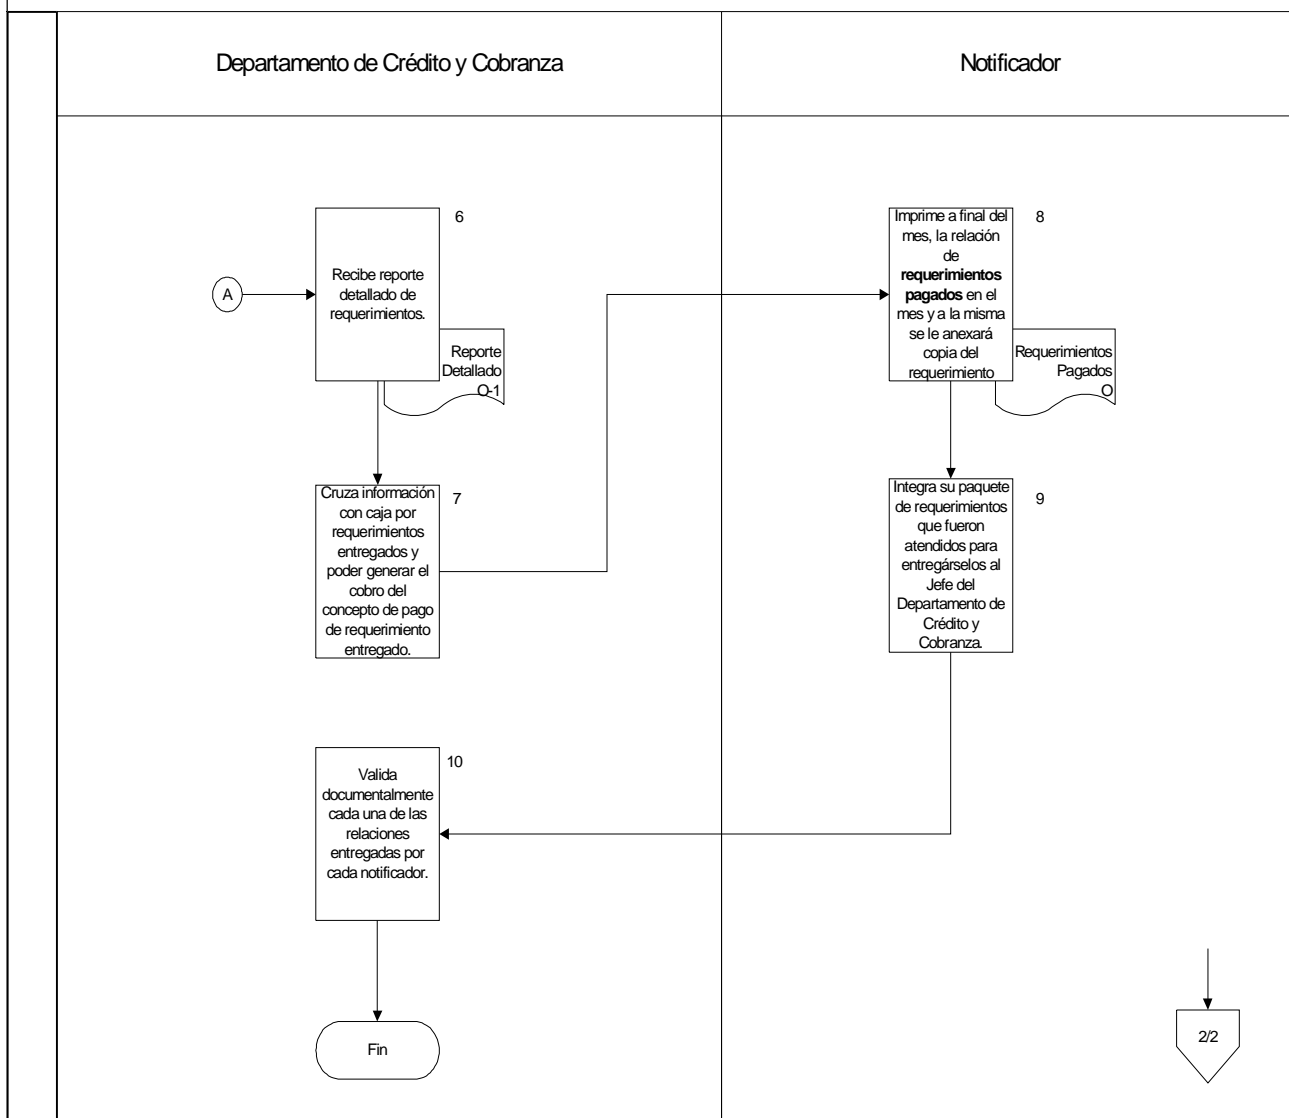 Departamento de Crédito y Cobranza
Notificador
A
6
Recibe reporte
detallado de
requerimientos.
Reporte
Detallado
O-1
7
Cruza información
con caja por
requerimientos
entregados y
poder generar el
cobro del
concepto de pago
de requerimiento
entregado.
8
Imprime a final del
mes, la relación
de
requerimientos
pagados en el
mes y a la misma
se le anexará
copia del
requerimiento
Requerimientos
Pagados
O
9
Integra su paquete
de requerimientos
que fueron
atendidos para
entregárselos al
Jefe del
Departamento de
Crédito y
Cobranza.
10
Valida
documentalmente
cada una de las
relaciones
entregadas por
cada notificador.
Fin
2/2